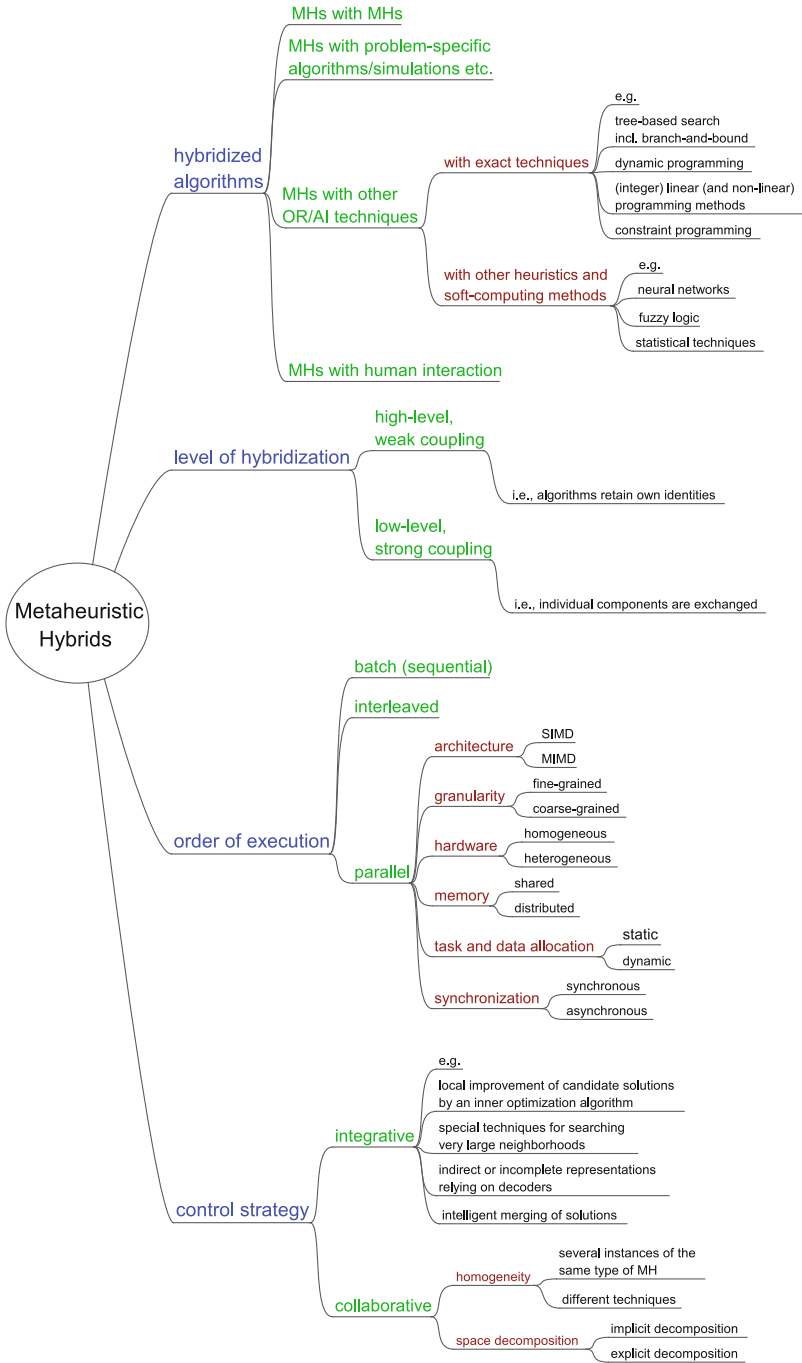 Metaheuristic
Hybrids
hybridized
algorithms
MHs with MHs
MHs with problem-specific
algorithms/simulations etc.
MHs with other
OR/AI techniques
with exact techniques
e.g.
tree-based search
incl. branch-and-bound
dynamic programming
(integer) linear (and non-linear)
programming methods
constraint programming
with other heuristics and
soft-computing methods
e.g.
neural networks
fuzzy logic
statistical techniques
MHs with human interaction
level of hybridization
high-level,
weak coupling
i.e., algorithms retain own identities
low-level,
strong coupling
i.e., individual components are exchanged
order of execution
batch (sequential)
interleaved
parallel
architecture
SIMD
MIMD
granularity
fine-grained
coarse-grained
hardware
homogeneous
heterogeneous
memory
shared
distributed
task and data allocation
static
dynamic
synchronization
synchronous
asynchronous
control strategy
integrative
e.g.
local improvement of candidate solutions
by an inner optimization algorithm
special techniques for searching
very large neighborhoods
indirect or incomplete representations
relying on decoders
intelligent merging of solutions
collaborative
homogeneity
several instances of the
same type of MH
different techniques
space decomposition
implicit decomposition
explicit decomposition